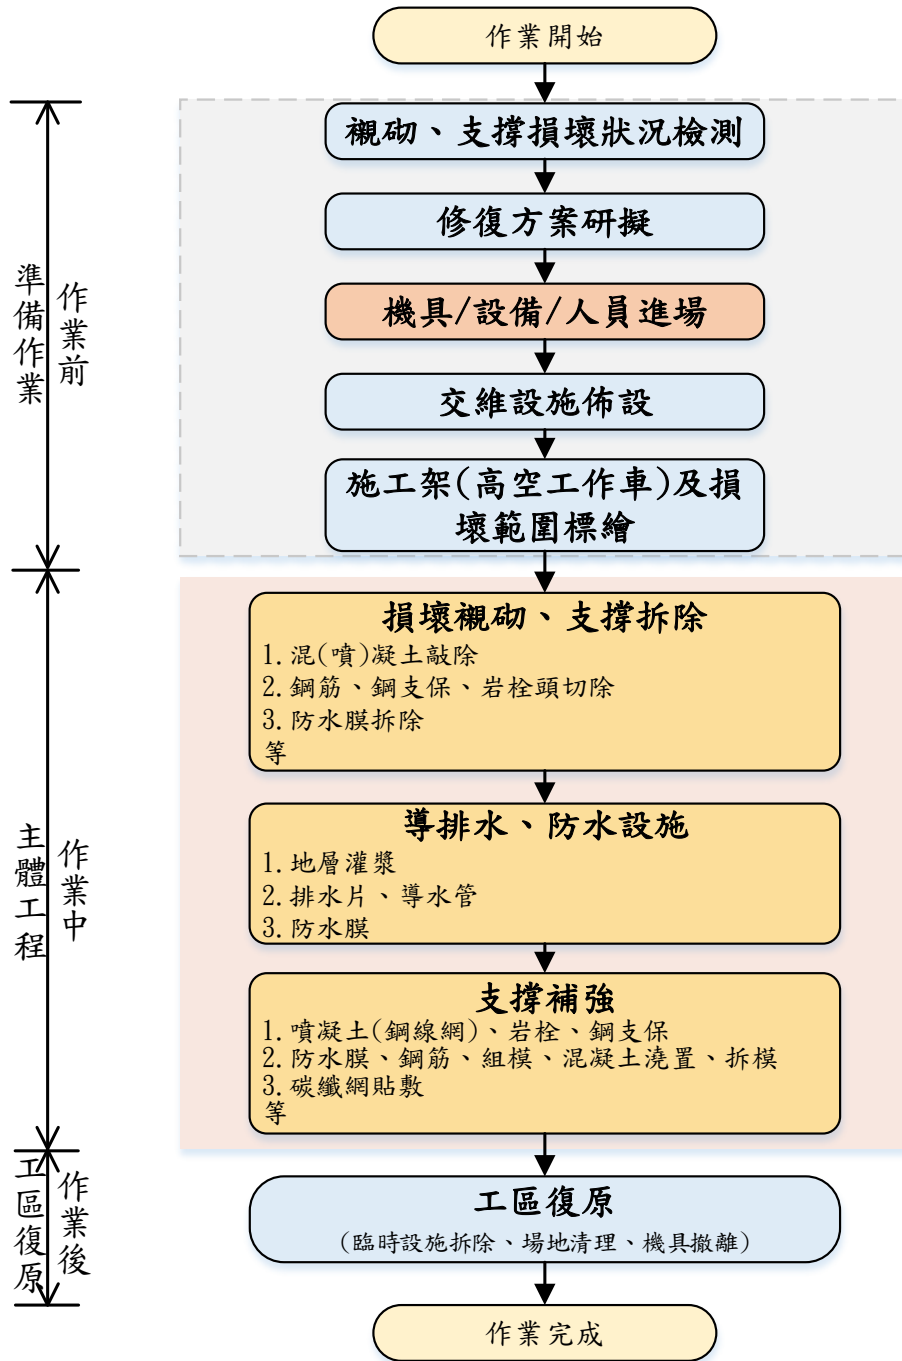 作業開始
準備作業
作業前
襯砌、支撐損壞狀況檢測
修復方案研擬
機具/設備/人員進場
交維設施佈設
施工架(高空工作車)及損
壞範圍標繪
主體工程
作業中
損壞襯砌、支撐拆除
1.混(噴)凝土敲除
2.鋼筋、鋼支保、岩栓頭切除
3.防水膜拆除
等
導排水、防水設施
1.地層灌漿
2.排水片、導水管
3.防水膜
支撐補強
1.噴凝土(鋼線網)、岩栓、鋼支保
2.防水膜、鋼筋、組模、混凝土澆置、拆模
3.碳纖網貼敷
等
工區復原
作業後
工區復原
(臨時設施拆除、場地清理、機具撤離)
作業完成